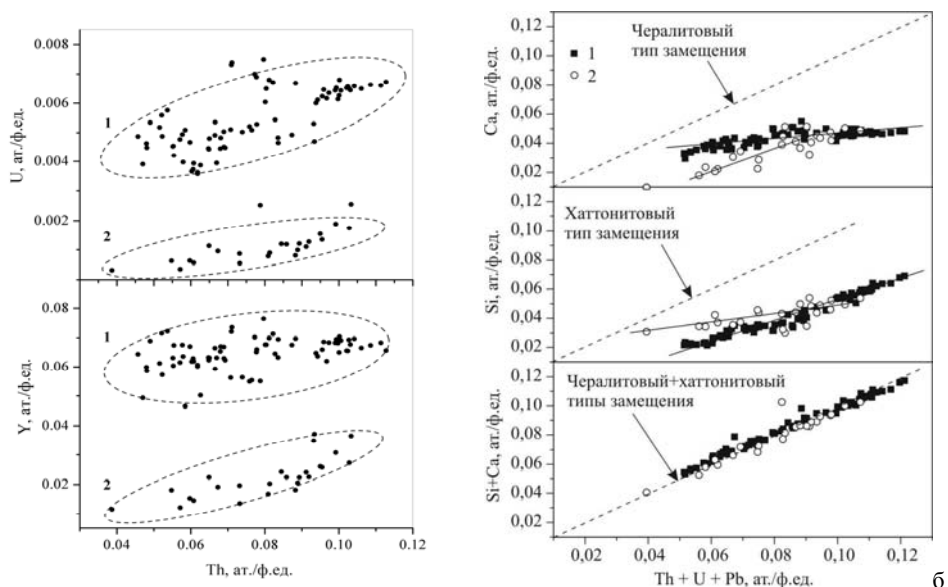 0.008
0.006
0.004
0.002
U, ат./ф.ед.
1
2
0.08
0.06
0.04
0.02
Y, ат./ф.ед.
1
2
0.04 0.06 0.08 0.10 0.12
Th, ат./ф.ед.
0,12
0,10
0,08
0,06
0,04
0,02
Ca, ат./ф.ед.
Чералитовый
тип замещения
1
2
0,12
0,10
0,08
0,06
0,04
0,02
Si, ат./ф.ед.
Хаттонитовый
тип замещения
0,12
0,10
0,08
0,06
0,04
0,02
Si+Ca, ат./ф.ед.
Чералитовый+хаттонитовый
типы замещения
0,02 0,04 0,06 0,08 0,10 0,12
Th + U + Pb, ат./ф.ед.
б